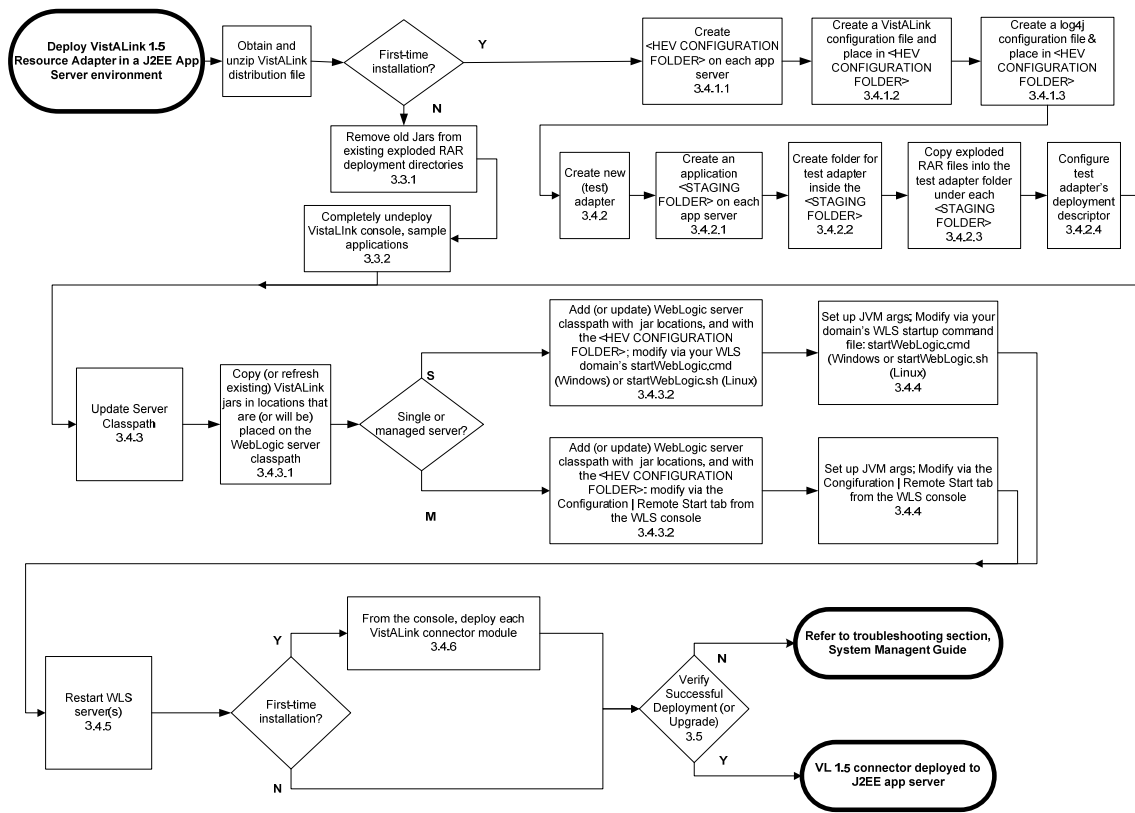 Deploy VistALink 1.5
Resource Adapter in a J2EE App
Server environment
Obtain and
unzip VistALink
distribution file
First-time
installation?
Y
N
Create
<HEV CONFIGURATION
FOLDER> on each app
server
3.4.1.1
Create a VistALink
configuration file and
place in <HEV
CONFIGURATION
FOLDER>
3.4.1.2
Create a log4j
configuration file &
place in <HEV
CONFIGURATION
FOLDER>
3.4.1.3
Remove old Jars from
existing exploded RAR
deployment directories
3.3.1
Completely undeploy
VistaLInk console, sample
applications
3.3.2
Create new
(test)
adapter
3.4.2
Create an
application
<STAGING
FOLDER> on each
app server
3.4.2.1
Create folder for
test adapter
inside the
<STAGING
FOLDER>
3.4.2.2
Copy exploded
RAR files into the
test adapter folder
under each
<STAGING
FOLDER>
3.4.2.3
Configure
test
adapter's
deployment
descriptor
3.4.2.4
Update Server
Classpath
3.4.3
Copy (or refresh
existing) VistALink
jars in locations that
are (or will be)
placed on the
WebLogic server
classpath
3.4.3.1
Single or
managed server?
S
M
Add (or update) WebLogic server
classpath with jar locations, and with
the <HEV CONFIGURATION
FOLDER>; modify via your WLS
domain's startWebLogic.cmd
(Windows) or startWebLogic.sh (Linux)
3.4.3.2
Set up JVM args; Modify via your
domain's WLS startup command
file: startWebLogic.cmd
(Windows or startWebLogic.sh
(Linux)
3.4.4
Add (or update) WebLogic server
classpath with jar locations, and with
the <HEV CONFIGURATION
FOLDER>: modify via the
Configuration | Remote Start tab from
the WLS console
3.4.3.2
Set up JVM args; Modify via the
Congifuration | Remote Start tab
from the WLS console
3.4.4
Restart WLS
server(s)
3.4.5
First-time
installation?
Y
N
From the console, deploy each
VistALink connector module
3.4.6
Verify
Successful
Deployment (or
Upgrade)
3.5
N
Y
Refer to troubleshooting section,
System Managent Guide
VL 1.5 connector deployed to
J2EE app server